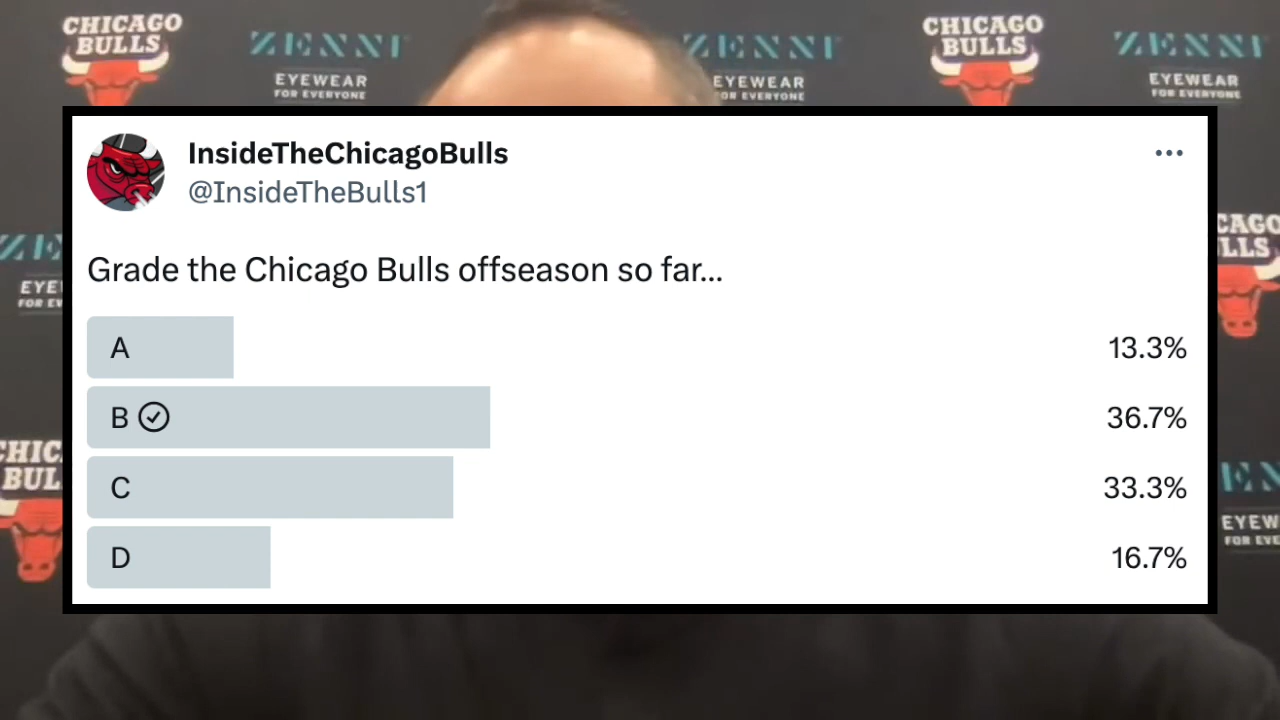 CHICAGO
BULLS
ZENNI
EYEWEAR
FOR EVERYONE
ZENNI
EYEWEAR
FOR EVERYONE
CHICAGO
BULLS
ZENNI
EYEWEAR
FOR EVERYONE
InsideTheChicagoBulls
@InsideTheBulls1
Grade the Chicago Bulls offseason so far...
A 13.3%
B 36.7%
C 33.3%
D 16.7%